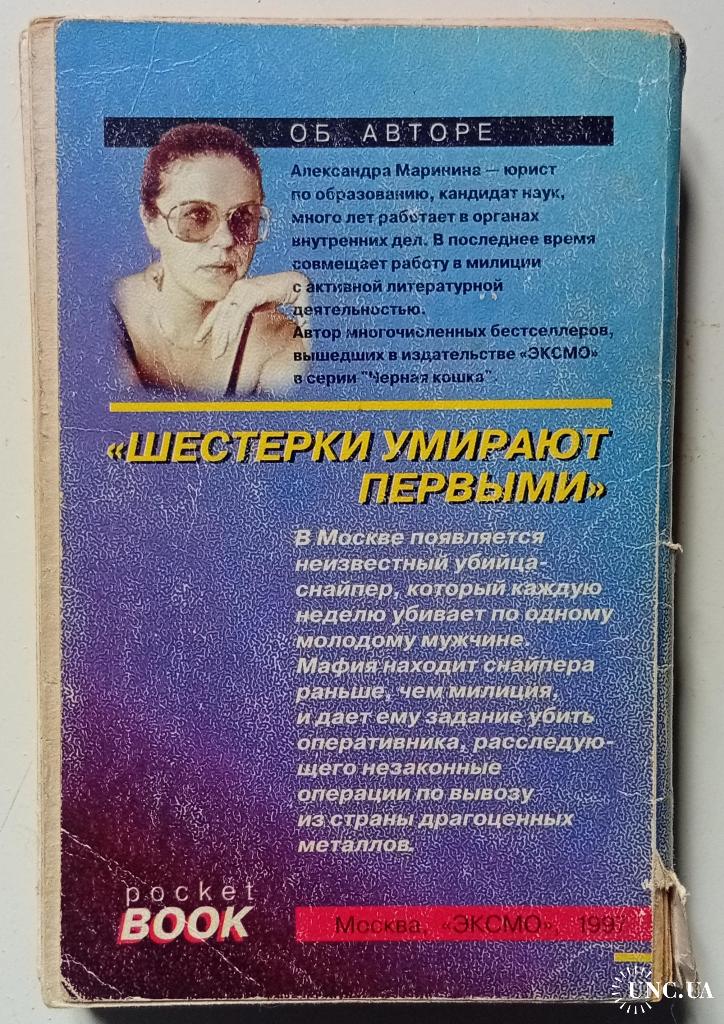 ОБ АВТОРЕ
Александра Маринина — юрист
по образованию, кандидат наук,
много лет работает в органах
внутренних дел. В последнее время
совмещает работу в милиции
с активной литературной
деятельностью.
Автор многочисленных бестселлеров,
вышедших в издательстве «ЭКСМО»
в серии "Черная кошка".
«ШЕСТЕРКИ УМИРАЮТ
ПЕРВЫМИ»
В Москве появляется
неизвестный убийца-
снайпер, который каждую
неделю убивает по одному
молодому мужчине.
Мафия находит снайпера
раньше, чем милиция,
и дает ему задание убить
оперативника, расследую-
щего незаконные
операции по вывозу
из страны драгоценных
металлов.
pocket
BOOK
Москва, «ЭКСМО», 1997
UNC.UA